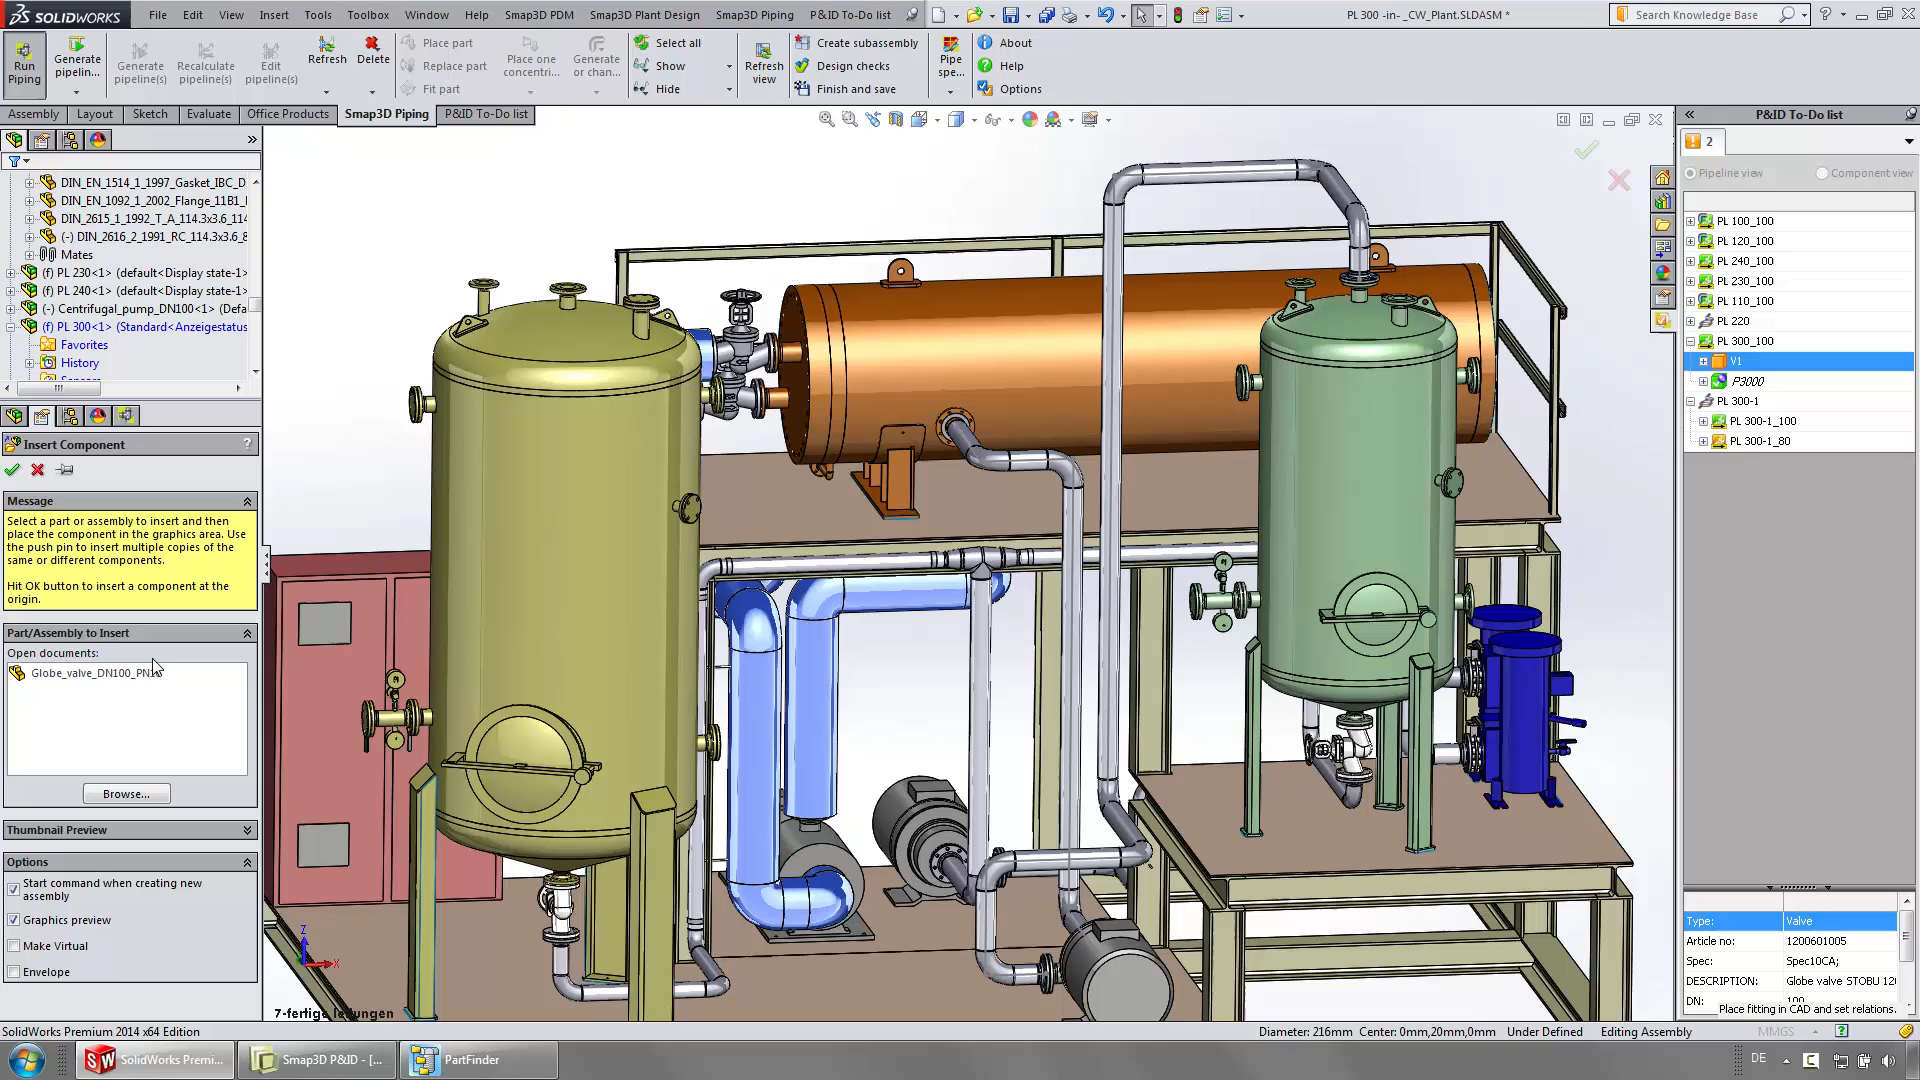 SOLIDWORKS
File Edit View Insert Tools Toolbox Window Help Smap3D PDM Smap3D Plant Design Smap3D Piping P&ID To-Do list
PL 300 -in- _CW_Plant.SLDASM *
Search Knowledge Base
Run Piping
Generate pipelin...
Generate pipeline(s)
Recalculate pipeline(s)
Edit pipeline(s)
Refresh
Delete
Place part
Replace part
Fit part
Place one concentri...
Generate or chan...
Select all
Show
Hide
Refresh view
Create subassembly
Design checks
Finish and save
Pipe spe...
About
Help
Options
Assembly Layout Sketch Evaluate Office Products Smap3D Piping P&ID To-Do list
DIN_EN_1514_1_1997_Gasket_IBC_D
DIN_EN_1092_1_2002_Flange_11B1_
DIN_2615_1_1992_T_A_114.3x3.6_114
(-) DIN_2616_2_1991_RC_114.3x3.6_8
Mates
(f) PL 230<1> (default<Display state-1>
(f) PL 240<1> (default<Display state-1>
(-) Centrifugal_pump_DN100<1> (Defa
(f) PL 300<1> (Standard<Anzeigestatus
Favorites
History
Insert Component
?
Message
Select a part or assembly to insert and then
place the component in the graphics area. Use
the push pin to insert multiple copies of the
same or different components.
Hit OK button to insert a component at the
origin.
Part/Assembly to Insert
Open documents:
Globe_valve_DN100_PN1
Browse...
Thumbnail Preview
Options
Start command when creating new
assembly
Graphics preview
Make Virtual
Envelope
Z
X
7-fertige leitungen
P&ID To-Do list
2
Pipeline view Component view
PL 100_100
PL 120_100
PL 240_100
PL 230_100
PL 110_100
PL 220
PL 300_100
V1
P3000
PL 300-1
PL 300-1_100
PL 300-1_80
Type: Valve
Article no: 1200601005
Spec: Spec10CA;
DESCRIPTION: Globe valve STOBU 120
DN: 100
Place fitting in CAD and set relations.
SolidWorks Premium 2014 x64 Edition
Diameter: 216mm Center: 0mm,20mm,0mm Under Defined Editing Assembly MMGS
SolidWorks Premi...
Smap3D P&ID - [...
PartFinder
DE